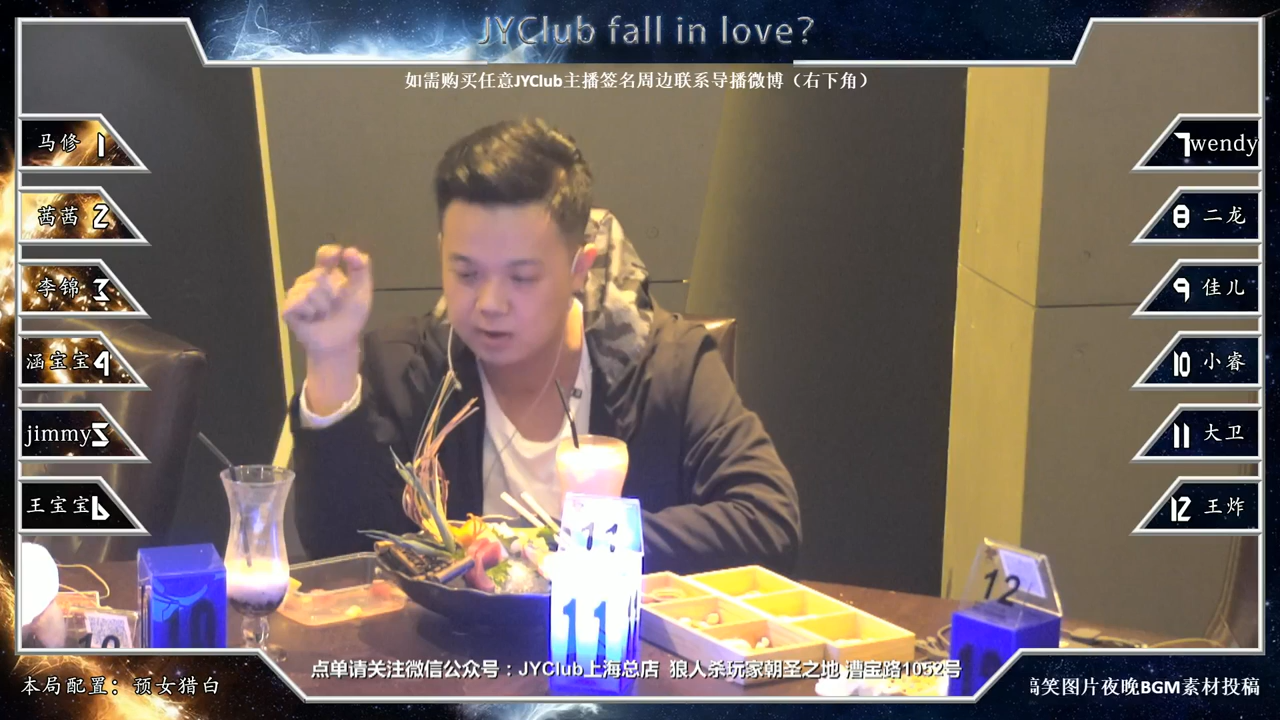 JYClub fall in love?
如需购买任意JYClub主播签名周边联系导播微博（右下角）
马修 1
茜茜 2
李锦 3
涵宝宝 4
jimmy 5
王宝宝 6
7 wendy
8 二龙
9 佳儿
10 小睿
11 大卫
12 王炸
11
11
10
10
12
点单请关注微信公众号：JYClub上海总店 狼人杀玩家朝圣之地 漕宝路1052号
本局配置：预女猎白
搞笑图片夜晚BGM素材投稿